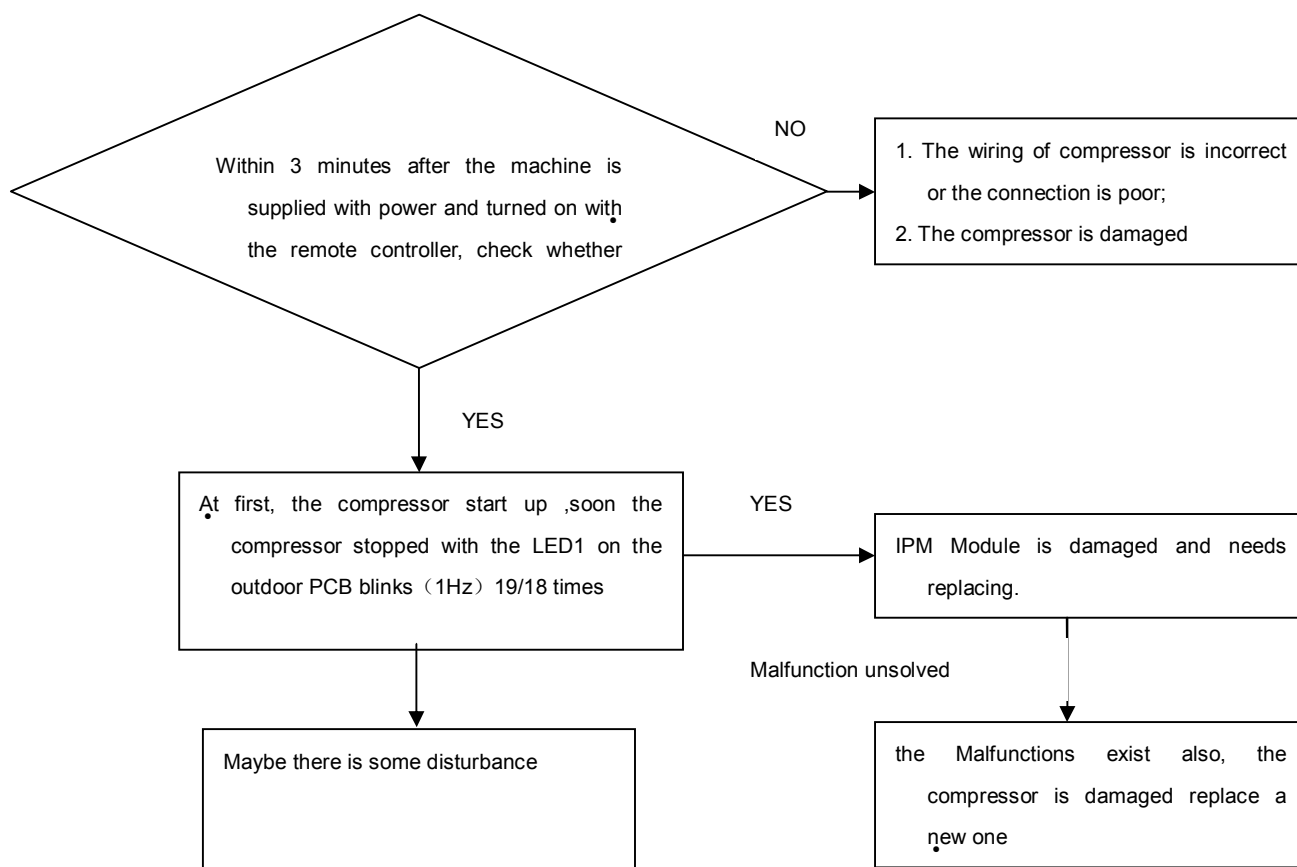 NO
Within 3 minutes after the machine is
supplied with power and turned on with
the remote controller, check whether
1. The wiring of compressor is incorrect
or the connection is poor;
2. The compressor is damaged
YES
At first, the compressor start up ,soon the
compressor stopped with the LED1 on the
outdoor PCB blinks（1Hz）19/18 times
YES
IPM Module is damaged and needs
replacing.
Malfunction unsolved
Maybe there is some disturbance
the Malfunctions exist also, the
compressor is damaged replace a
new one